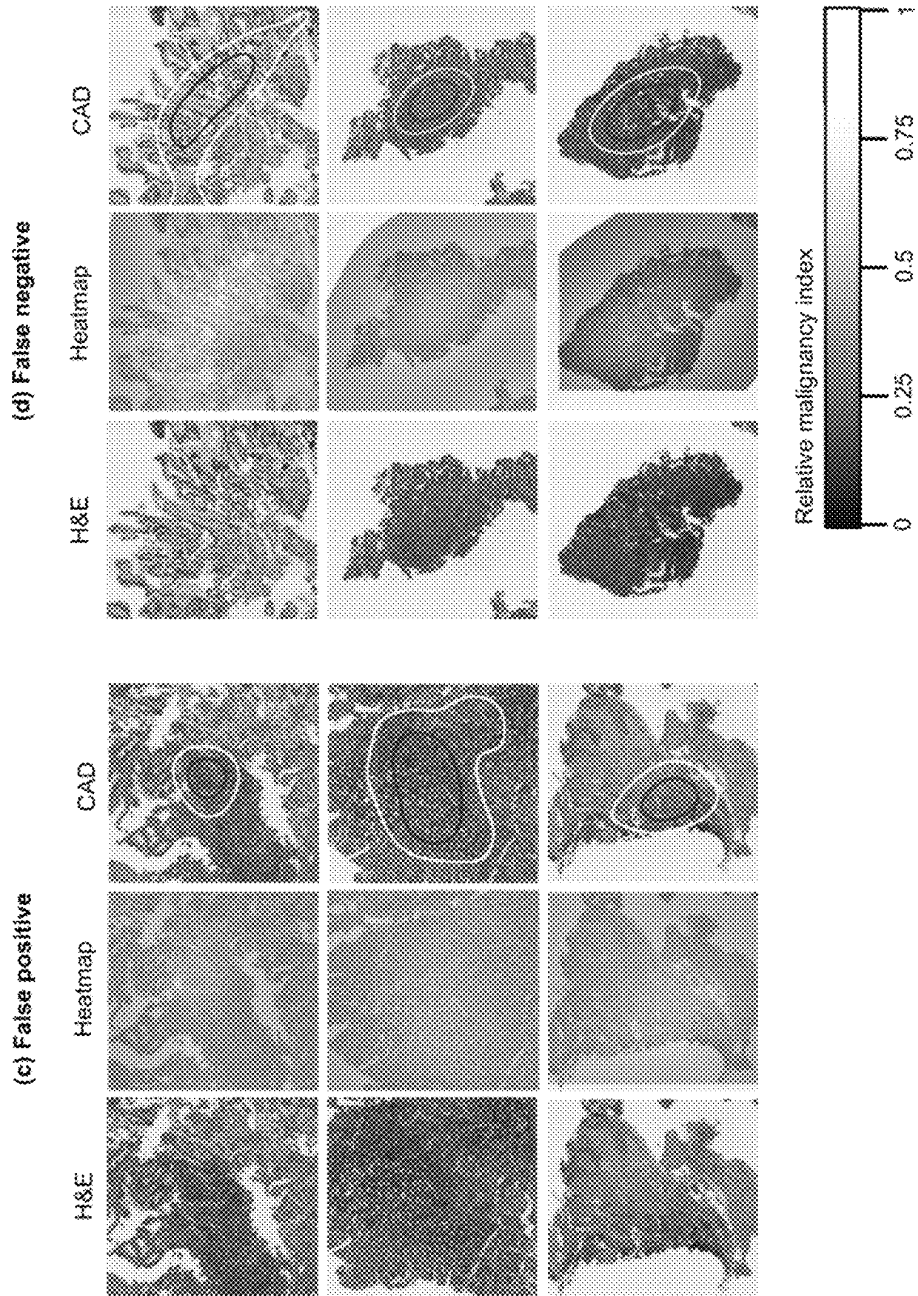 (c) False positive
H&E
Heatmap
CAD
(d) False negative
H&E
Heatmap
CAD
Relative malignancy index
0
0.25
0.5
0.75
1